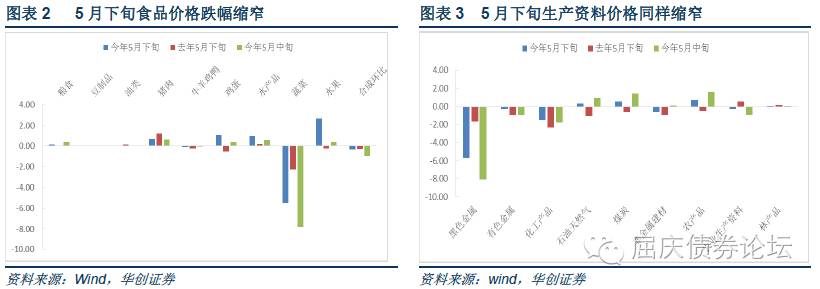 图表 2 5 月下旬食品价格跌幅缩窄
今年5月下旬 去年5月下旬 今年5月中旬
粮食 豆制品 油类 猪肉 牛羊鸡鸭 鸡蛋 水产品 蔬菜 水果 合成环比
4.00
2.00
0.00
-2.00
-4.00
-6.00
-8.00
-10.00
资料来源：Wind，华创证券
图表 3 5 月下旬生产资料价格同样缩窄
今年5月下旬 去年5月下旬 今年5月中旬
4.00
2.00
0.00
-2.00
-4.00
-6.00
-8.00
-10.00
黑色金属 有色金属 化工产品 石油天然气 煤炭 金属建材 农产品 生产资料 林产品
屈庆债券论坛
资料来源：wind，华创证券